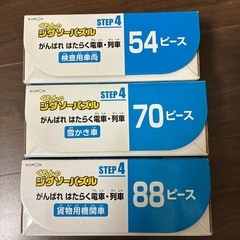 KUMON
くもんの
ジグソーパズル
STEP 4
がんばれ はたらく電車・列車
検査用車両
54ピース
KUMON
くもんの
ジグソーパズル
STEP 4
がんばれ はたらく電車・列車
雪かき車
70ピース
KUMON
くもんの
ジグソーパズル
STEP 4
がんばれ はたらく電車・列車
貨物用機関車
88ピース